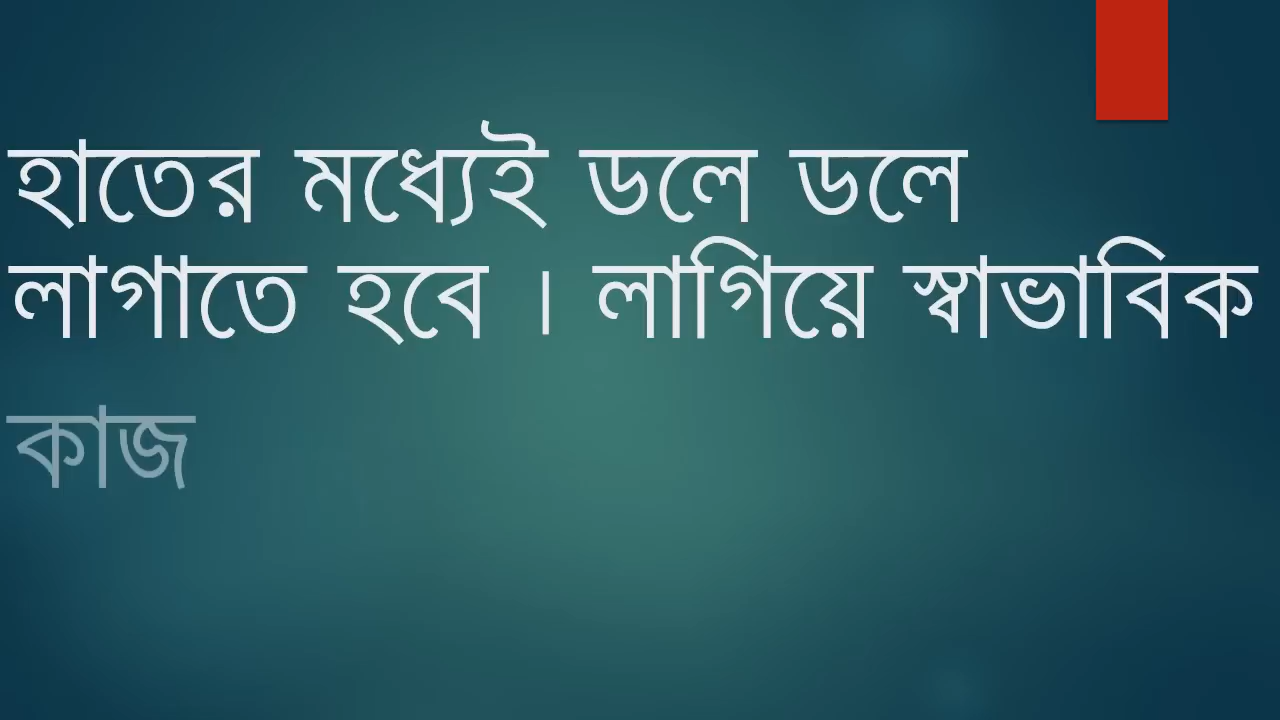 হাতের মধ্যেই ডলে ডলে
লাগাতে হবে । লাগিয়ে স্বাভাবিক
কাজ